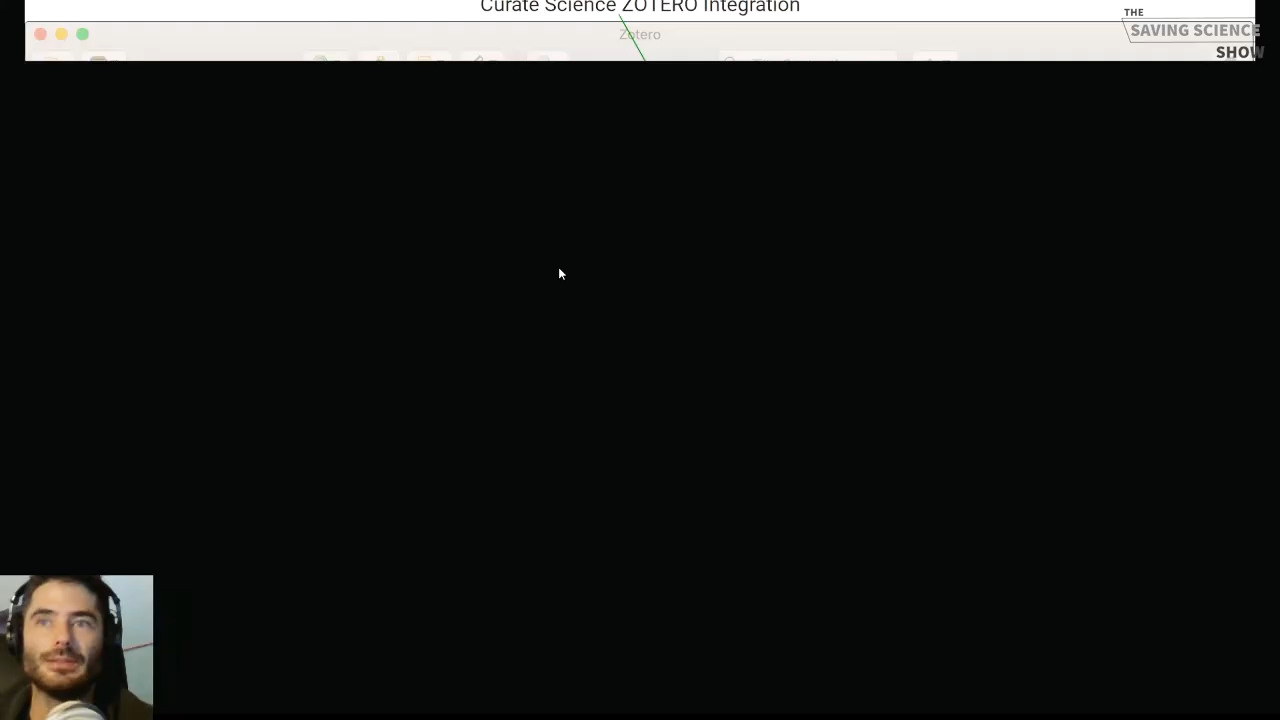 Curate Science ZOTERO Integration
Zotero
THE
SAVING SCIENCE
SHOW